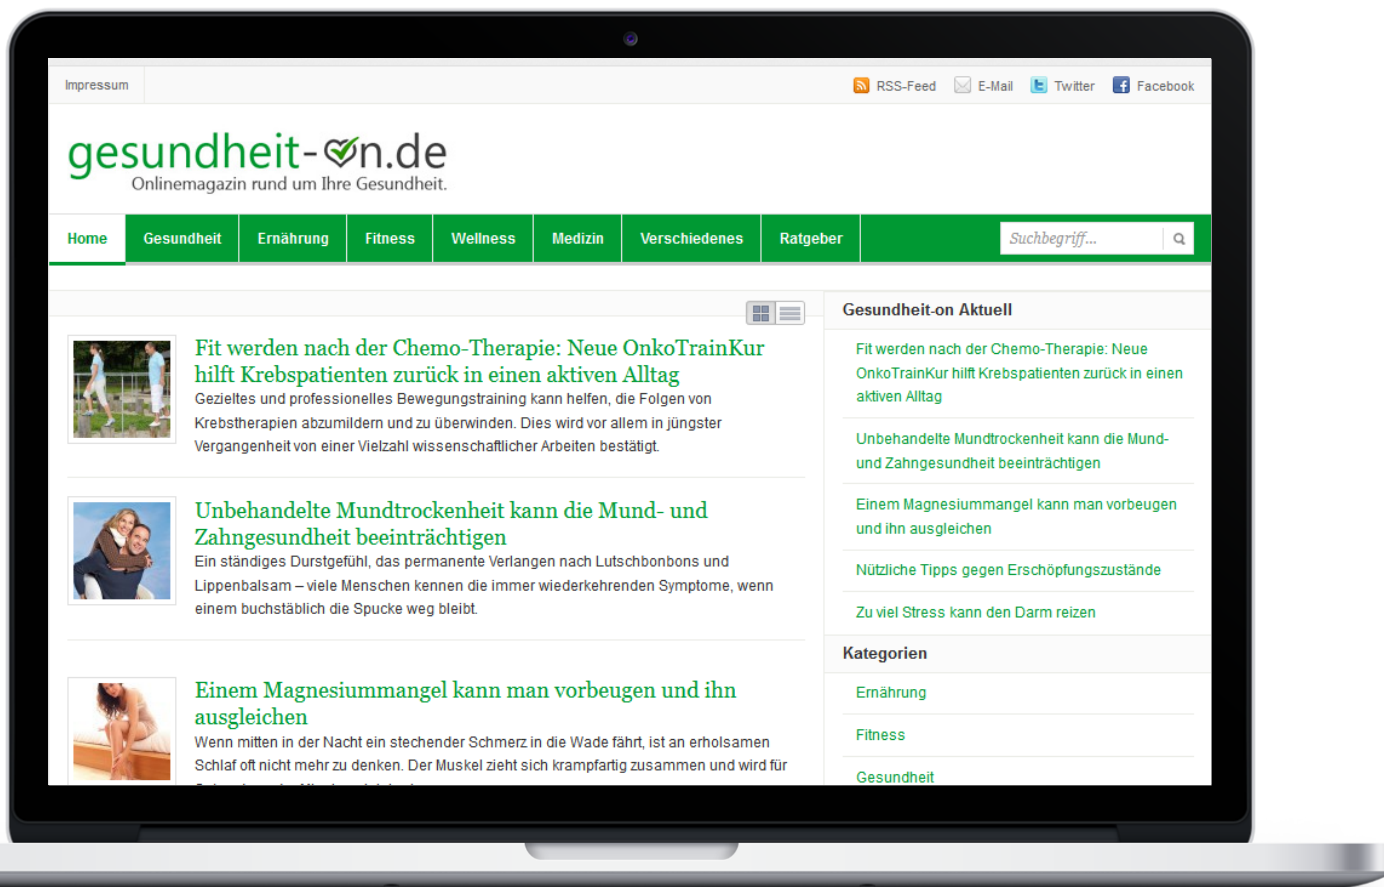 Impressum
RSS-Feed E-Mail Twitter Facebook
gesundheit-on.de
Onlinemagazin rund um Ihre Gesundheit.
Home Gesundheit Ernährung Fitness Wellness Medizin Verschiedenes Ratgeber Suchbegriff...
Fit werden nach der Chemo-Therapie: Neue OnkoTrainKur
hilft Krebspatienten zurück in einen aktiven Alltag
Gezieltes und professionelles Bewegungstraining kann helfen, die Folgen von
Krebstherapien abzumildern und zu überwinden. Dies wird vor allem in jüngster
Vergangenheit von einer Vielzahl wissenschaftlicher Arbeiten bestätigt.
Unbehandelte Mundtrockenheit kann die Mund- und
Zahngesundheit beeinträchtigen
Ein ständiges Durstgefühl, das permanente Verlangen nach Lutschbonbons und
Lippenbalsam – viele Menschen kennen die immer wiederkehrenden Symptome, wenn
einem buchstäblich die Spucke weg bleibt.
Einem Magnesiummangel kann man vorbeugen und ihn
ausgleichen
Wenn mitten in der Nacht ein stechender Schmerz in die Wade fährt, ist an erholsamen
Schlaf oft nicht mehr zu denken. Der Muskel zieht sich krampfartig zusammen und wird für
Gesundheit-on Aktuell
Fit werden nach der Chemo-Therapie: Neue
OnkoTrainKur hilft Krebspatienten zurück in einen
aktiven Alltag
Unbehandelte Mundtrockenheit kann die Mund-
und Zahngesundheit beeinträchtigen
Einem Magnesiummangel kann man vorbeugen
und ihn ausgleichen
Nützliche Tipps gegen Erschöpfungszustände
Zu viel Stress kann den Darm reizen
Kategorien
Ernährung
Fitness
Gesundheit